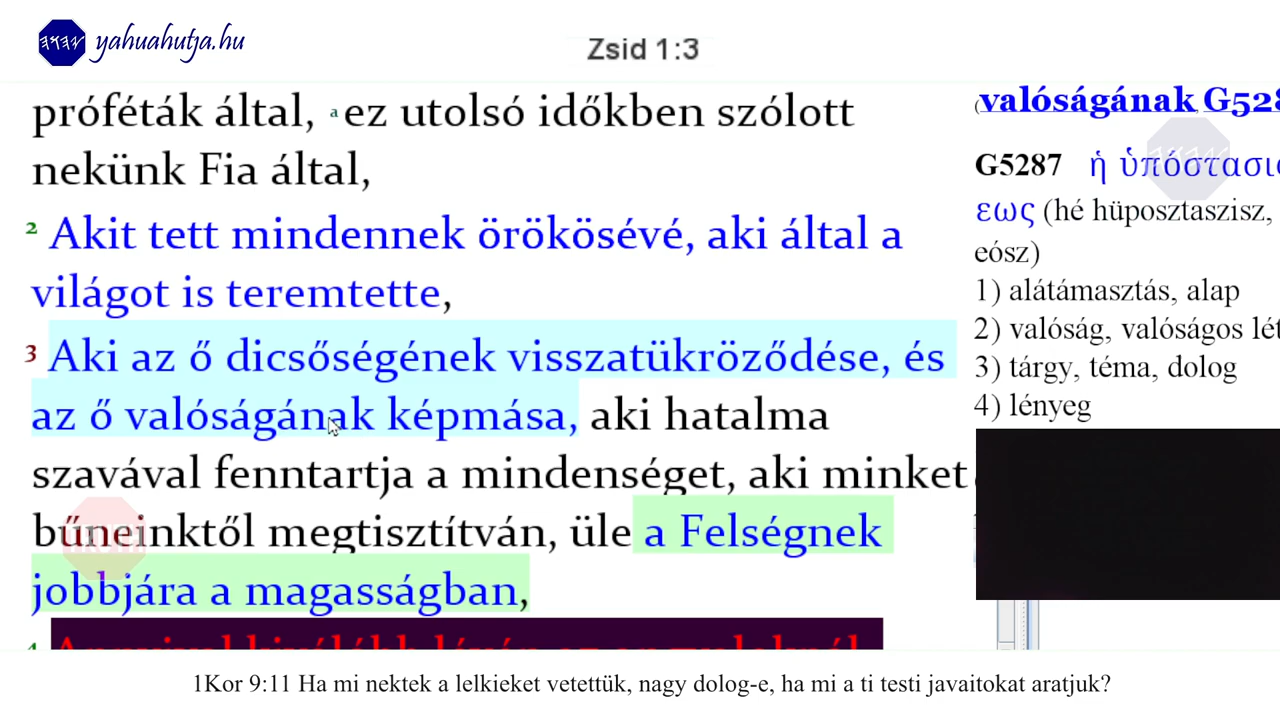 yahuahutja.hu
Zsid 1:3
próféták által, a ez utolsó időkben szólott
nekünk Fia által,
2 Akit tett mindennek örökösévé, aki által a
világot is teremtette,
3 Aki az ő dicsőségének visszatükröződése, és
az ő valóságának képmása, aki hatalma
szavával fenntartja a mindenséget, aki minket
bűneinktől megtisztítván, üle a Felségnek
jobbjára a magasságban,
(valóságának G528
G5287 ἡ ὑπόστασις
εως (hé hüposztaszisz,
eósz)
1) alátámasztás, alap
2) valóság, valóságos lét
3) tárgy, téma, dolog
4) lényeg
1Kor 9:11 Ha mi nektek a lelkieket vetettük, nagy dolog-e, ha mi a ti testi javaitokat aratjuk?